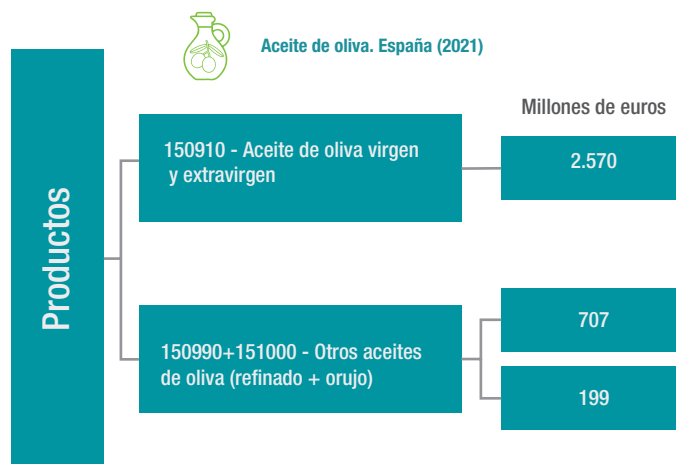 Aceite de oliva. España (2021)
Millones de euros
Productos
150910 - Aceite de oliva virgen
y extravirgen
2.570
150990+151000 - Otros aceites
de oliva (refinado + orujo)
707
199